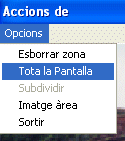 Accions de
Opcions
Esborrar zona
Tota la Pantalla
Subdividir
Imatge àrea
Sortir